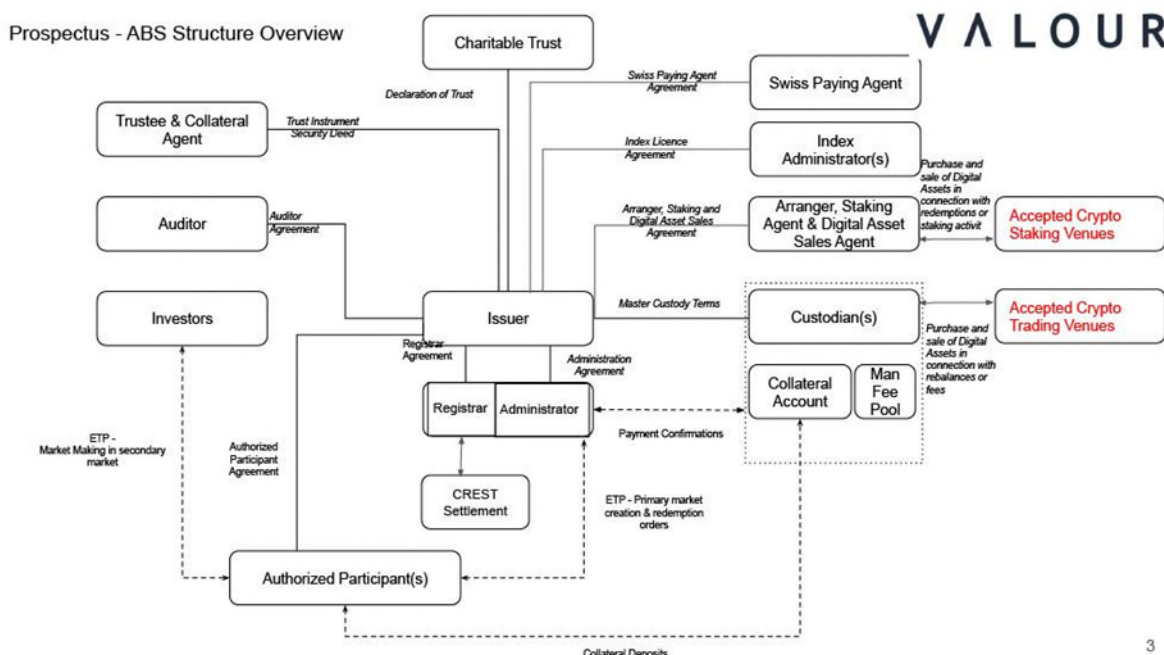 Prospectus - ABS Structure Overview
VALOUR
Charitable Trust
Declaration of Trust
Swiss Paying Agent
Agreement
Swiss Paying Agent
Trustee & Collateral
Agent
Trust Instrument
Security Deed
Index Licence
Agreement
Index
Administrator(s)
Purchase and
sale of Digital
Assets in
connection with
redemptions or
staking activit
Auditor
Auditor
Agreement
Arranger, Staking and
Digital Asset Sales
Agreement
Arranger, Staking
Agent & Digital Asset
Sales Agent
Accepted Crypto
Staking Venues
Investors
Issuer
Master Custody Terms
Custodian(s)
Accepted Crypto
Trading Venues
Registrar
Agreement
Administration
Agreement
Purchase and
sale of Digital
Assets in
connection with
rebalances or
fees
Collateral
Account
Man
Fee
Pool
Registrar
Administrator
Payment Confirmations
ETP -
Market Making in secondary
market
Authorized
Participant
Agreement
CREST
Settlement
ETP - Primary market
creation & redemption
orders
Authorized Participant(s)
Collateral Deposits
3